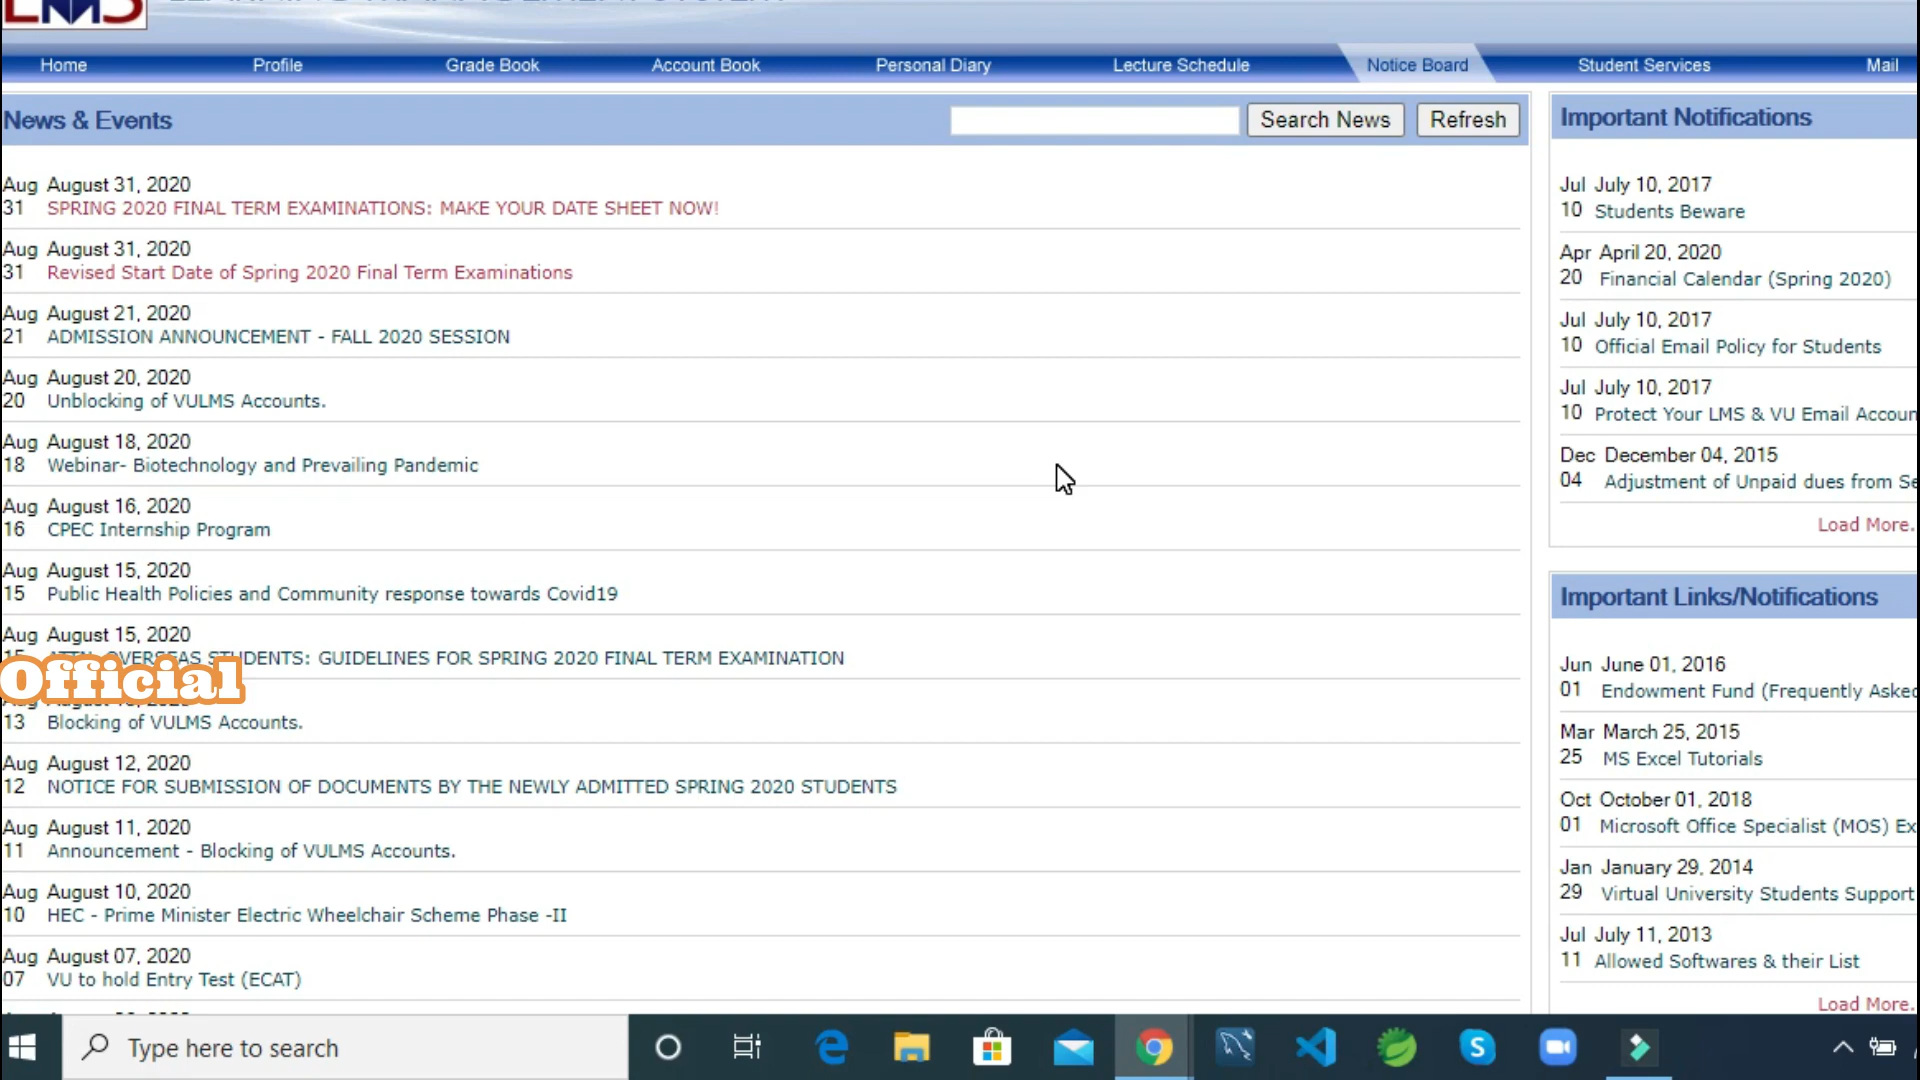 LMS
LEARNING MANAGEMENT SYSTEM
Home Profile Grade Book Account Book Personal Diary Lecture Schedule Notice Board Student Services Mail
News & Events Search News Refresh
Aug August 31, 2020
31 SPRING 2020 FINAL TERM EXAMINATIONS: MAKE YOUR DATE SHEET NOW!
Aug August 31, 2020
31 Revised Start Date of Spring 2020 Final Term Examinations
Aug August 21, 2020
21 ADMISSION ANNOUNCEMENT - FALL 2020 SESSION
Aug August 20, 2020
20 Unblocking of VULMS Accounts.
Aug August 18, 2020
18 Webinar- Biotechnology and Prevailing Pandemic
Aug August 16, 2020
16 CPEC Internship Program
Aug August 15, 2020
15 Public Health Policies and Community response towards Covid19
Aug August 15, 2020
15 ATTN: OVERSEAS STUDENTS: GUIDELINES FOR SPRING 2020 FINAL TERM EXAMINATION
Official
13 Blocking of VULMS Accounts.
Aug August 12, 2020
12 NOTICE FOR SUBMISSION OF DOCUMENTS BY THE NEWLY ADMITTED SPRING 2020 STUDENTS
Aug August 11, 2020
11 Announcement - Blocking of VULMS Accounts.
Aug August 10, 2020
10 HEC - Prime Minister Electric Wheelchair Scheme Phase -II
Aug August 07, 2020
07 VU to hold Entry Test (ECAT)
Important Notifications
Jul July 10, 2017
10 Students Beware
Apr April 20, 2020
20 Financial Calendar (Spring 2020)
Jul July 10, 2017
10 Official Email Policy for Students
Jul July 10, 2017
10 Protect Your LMS & VU Email Accoun
Dec December 04, 2015
04 Adjustment of Unpaid dues from Se
Load More.
Important Links/Notifications
Jun June 01, 2016
01 Endowment Fund (Frequently Asked
Mar March 25, 2015
25 MS Excel Tutorials
Oct October 01, 2018
01 Microsoft Office Specialist (MOS) Ex
Jan January 29, 2014
29 Virtual University Students Support
Jul July 11, 2013
11 Allowed Softwares & their List
Load More.
Type here to search